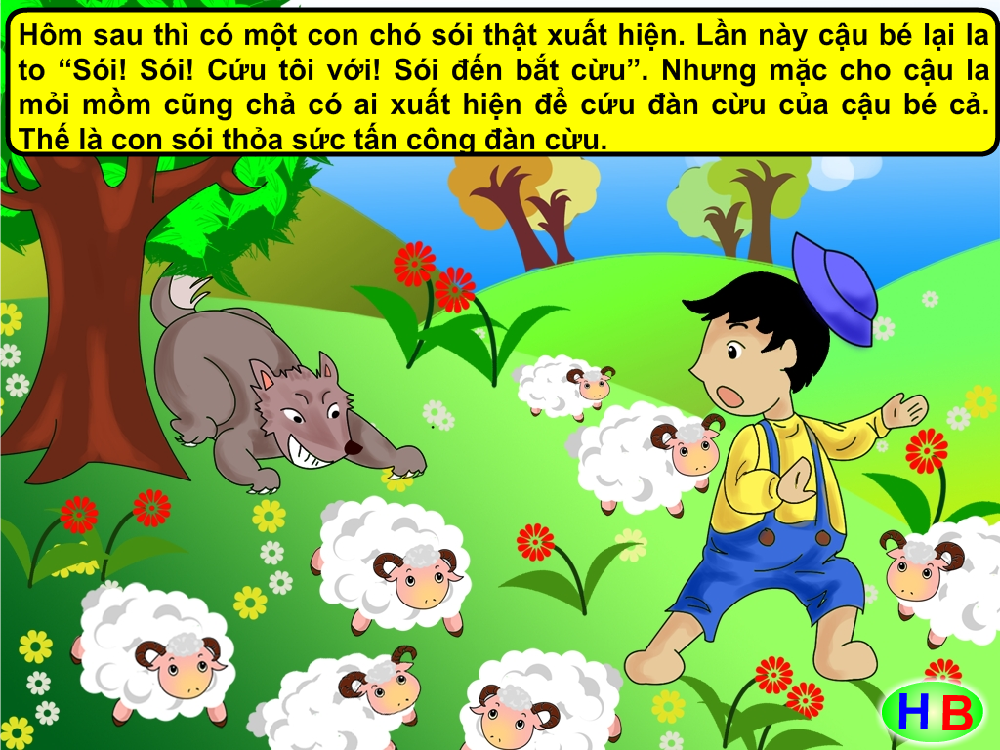 Hôm sau thì có một con chó sói thật xuất hiện. Lần này cậu bé lại la
to “Sói! Sói! Cứu tôi với! Sói đến bắt cừu”. Nhưng mặc cho cậu la
mỏi mồm cũng chả có ai xuất hiện để cứu đàn cừu của cậu bé cả.
Thế là con sói thỏa sức tấn công đàn cừu.
H B